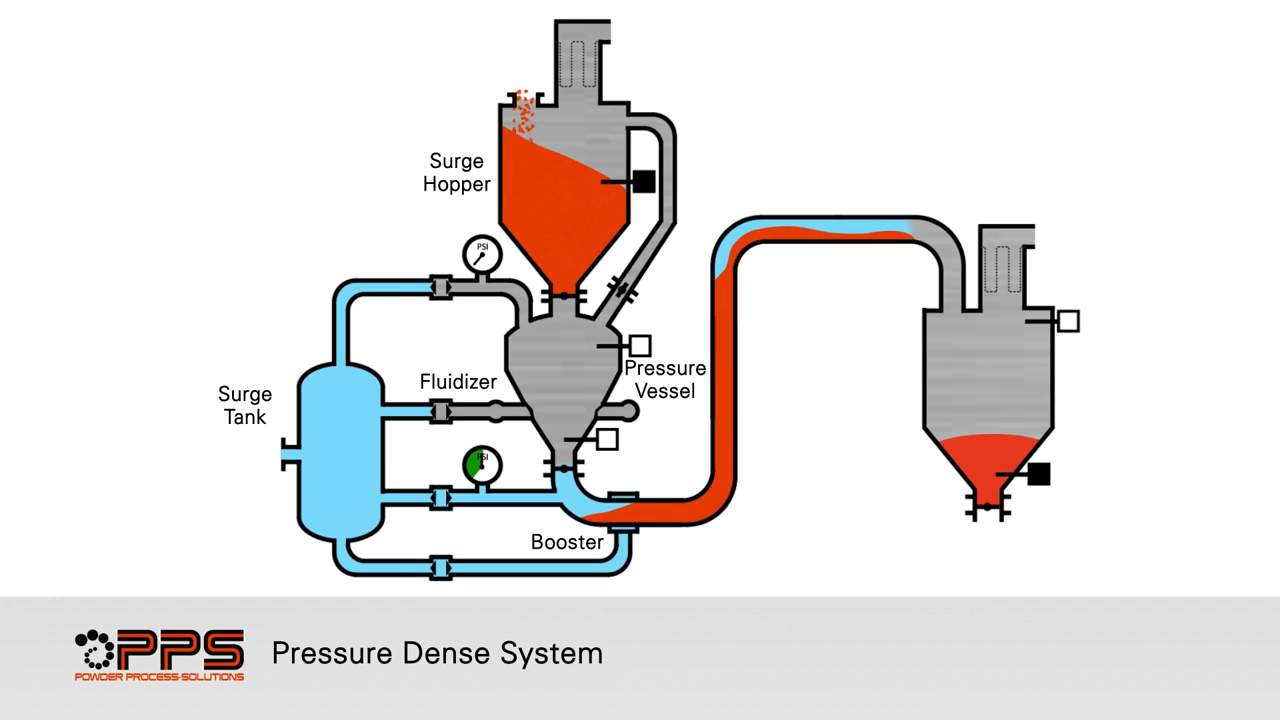 Surge
Hopper
PSI
Pressure
Vessel
Fluidizer
Surge
Tank
PSI
Booster
PPS
POWDER PROCESS-SOLUTIONS
Pressure Dense System